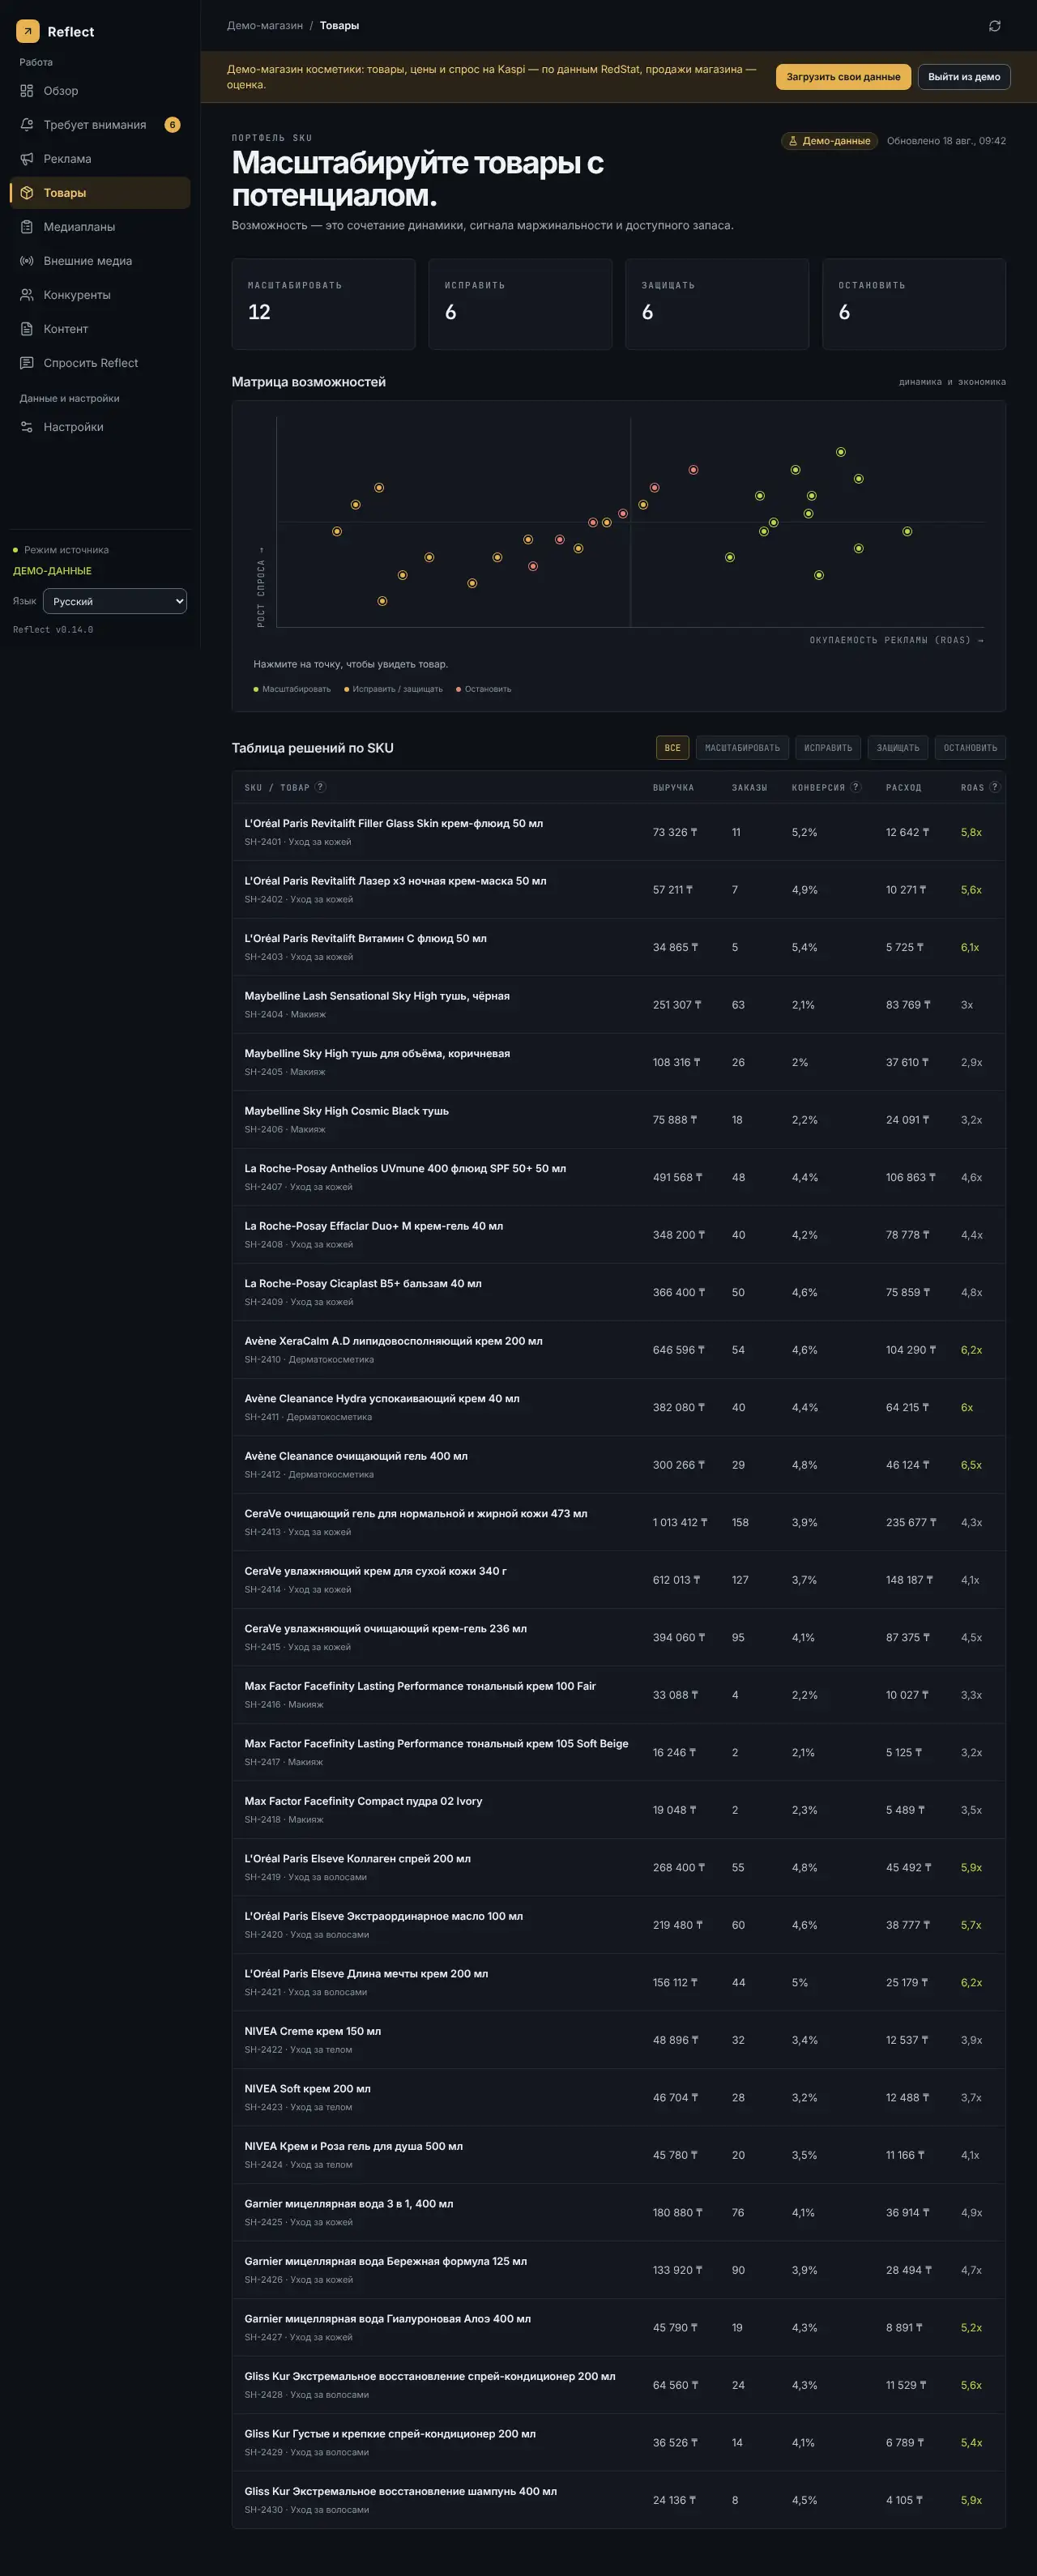 Reflect
Работа
Обзор
Требует внимания 6
Реклама
Товары
Медиапланы
Внешние медиа
Конкуренты
Контент
Спросить Reflect
Данные и настройки
Настройки
Режим источника
ДЕМО-ДАННЫЕ
Язык Русский
Reflect v0.14.0
Демо-магазин / Товары
Демо-магазин косметики: товары, цены и спрос на Kaspi — по данным RedStat, продажи магазина —
оценка.
Загрузить свои данные Выйти из демо
ПОРТФЕЛЬ SKU
Масштабируйте товары с
потенциалом.
Возможность — это сочетание динамики, сигнала маржинальности и доступного запаса.
Демо-данные Обновлено 18 авг., 09:42
МАСШТАБИРОВАТЬ
12
ИСПРАВИТЬ
6
ЗАЩИЩАТЬ
6
ОСТАНОВИТЬ
6
Матрица возможностей
динамика и экономика
РОСТ СПРОСА →
ОКУПАЕМОСТЬ РЕКЛАМЫ (ROAS) →
Нажмите на точку, чтобы увидеть товар.
Масштабировать Исправить / защищать Остановить
Таблица решений по SKU
ВСЕ МАСШТАБИРОВАТЬ ИСПРАВИТЬ ЗАЩИЩАТЬ ОСТАНОВИТЬ
SKU / ТОВАР ? ВЫРУЧКА ЗАКАЗЫ КОНВЕРСИЯ ? РАСХОД ROAS ?
L'Oréal Paris Revitalift Filler Glass Skin крем-флюид 50 мл
SH-2401 · Уход за кожей
73 326 ₸ 11 5,2% 12 642 ₸ 5,8x
L'Oréal Paris Revitalift Лазер х3 ночная крем-маска 50 мл
SH-2402 · Уход за кожей
57 211 ₸ 7 4,9% 10 271 ₸ 5,6x
L'Oréal Paris Revitalift Витамин С флюид 50 мл
SH-2403 · Уход за кожей
34 865 ₸ 5 5,4% 5 725 ₸ 6,1x
Maybelline Lash Sensational Sky High тушь, чёрная
SH-2404 · Макияж
251 307 ₸ 63 2,1% 83 769 ₸ 3x
Maybelline Sky High тушь для объёма, коричневая
SH-2405 · Макияж
108 316 ₸ 26 2% 37 610 ₸ 2,9x
Maybelline Sky High Cosmic Black тушь
SH-2406 · Макияж
75 888 ₸ 18 2,2% 24 091 ₸ 3,2x
La Roche-Posay Anthelios UVmune 400 флюид SPF 50+ 50 мл
SH-2407 · Уход за кожей
491 568 ₸ 48 4,4% 106 863 ₸ 4,6x
La Roche-Posay Effaclar Duo+ M крем-гель 40 мл
SH-2408 · Уход за кожей
348 200 ₸ 40 4,2% 78 778 ₸ 4,4x
La Roche-Posay Cicaplast B5+ бальзам 40 мл
SH-2409 · Уход за кожей
366 400 ₸ 50 4,6% 75 859 ₸ 4,8x
Avène XeraCalm A.D липидовосполняющий крем 200 мл
SH-2410 · Дерматокосметика
646 596 ₸ 54 4,6% 104 290 ₸ 6,2x
Avène Cleanance Hydra успокаивающий крем 40 мл
SH-2411 · Дерматокосметика
382 080 ₸ 40 4,4% 64 215 ₸ 6x
Avène Cleanance очищающий гель 400 мл
SH-2412 · Дерматокосметика
300 266 ₸ 29 4,8% 46 124 ₸ 6,5x
CeraVe очищающий гель для нормальной и жирной кожи 473 мл
SH-2413 · Уход за кожей
1 013 412 ₸ 158 3,9% 235 677 ₸ 4,3x
CeraVe увлажняющий крем для сухой кожи 340 г
SH-2414 · Уход за кожей
612 013 ₸ 127 3,7% 148 187 ₸ 4,1x
CeraVe увлажняющий очищающий крем-гель 236 мл
SH-2415 · Уход за кожей
394 060 ₸ 95 4,1% 87 375 ₸ 4,5x
Max Factor Facefinity Lasting Performance тональный крем 100 Fair
SH-2416 · Макияж
33 088 ₸ 4 2,2% 10 027 ₸ 3,3x
Max Factor Facefinity Lasting Performance тональный крем 105 Soft Beige
SH-2417 · Макияж
16 246 ₸ 2 2,1% 5 125 ₸ 3,2x
Max Factor Facefinity Compact пудра 02 Ivory
SH-2418 · Макияж
19 048 ₸ 2 2,3% 5 489 ₸ 3,5x
L'Oréal Paris Elseve Коллаген спрей 200 мл
SH-2419 · Уход за волосами
268 400 ₸ 55 4,8% 45 492 ₸ 5,9x
L'Oréal Paris Elseve Экстраординарное масло 100 мл
SH-2420 · Уход за волосами
219 480 ₸ 60 4,6% 38 777 ₸ 5,7x
L'Oréal Paris Elseve Длина мечты крем 200 мл
SH-2421 · Уход за волосами
156 112 ₸ 44 5% 25 179 ₸ 6,2x
NIVEA Creme крем 150 мл
SH-2422 · Уход за телом
48 896 ₸ 32 3,4% 12 537 ₸ 3,9x
NIVEA Soft крем 200 мл
SH-2423 · Уход за телом
46 704 ₸ 28 3,2% 12 488 ₸ 3,7x
NIVEA Крем и Роза гель для душа 500 мл
SH-2424 · Уход за телом
45 780 ₸ 20 3,5% 11 166 ₸ 4,1x
Garnier мицеллярная вода 3 в 1, 400 мл
SH-2425 · Уход за кожей
180 880 ₸ 76 4,1% 36 914 ₸ 4,9x
Garnier мицеллярная вода Бережная формула 125 мл
SH-2426 · Уход за кожей
133 920 ₸ 90 3,9% 28 494 ₸ 4,7x
Garnier мицеллярная вода Гиалуроновая Алоэ 400 мл
SH-2427 · Уход за кожей
45 790 ₸ 19 4,3% 8 891 ₸ 5,2x
Gliss Kur Экстремальное восстановление спрей-кондиционер 200 мл
SH-2428 · Уход за волосами
64 560 ₸ 24 4,3% 11 529 ₸ 5,6x
Gliss Kur Густые и крепкие спрей-кондиционер 200 мл
SH-2429 · Уход за волосами
36 526 ₸ 14 4,1% 6 789 ₸ 5,4x
Gliss Kur Экстремальное восстановление шампунь 400 мл
SH-2430 · Уход за волосами
24 136 ₸ 8 4,5% 4 105 ₸ 5,9x